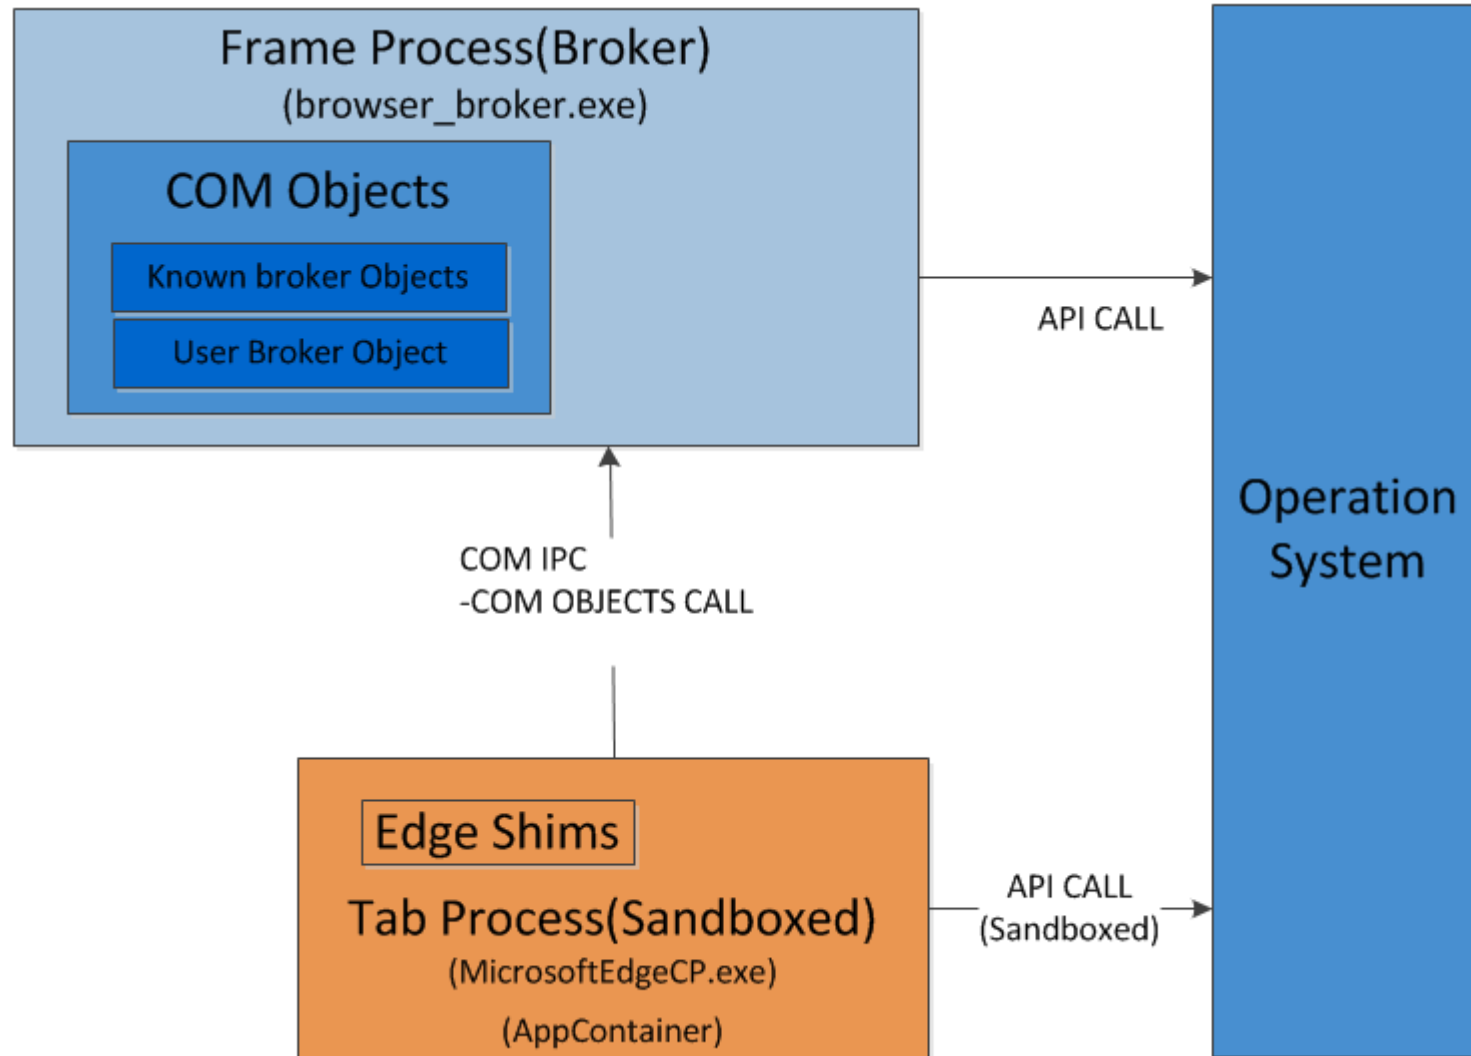 Frame Process(Broker)
(browser_broker.exe)
COM Objects
Known broker Objects
User Broker Object
API CALL
Operation
System
COM IPC
-COM OBJECTS CALL
Edge Shims
Tab Process(Sandboxed)
(MicrosoftEdgeCP.exe)
(AppContainer)
API CALL
(Sandboxed)